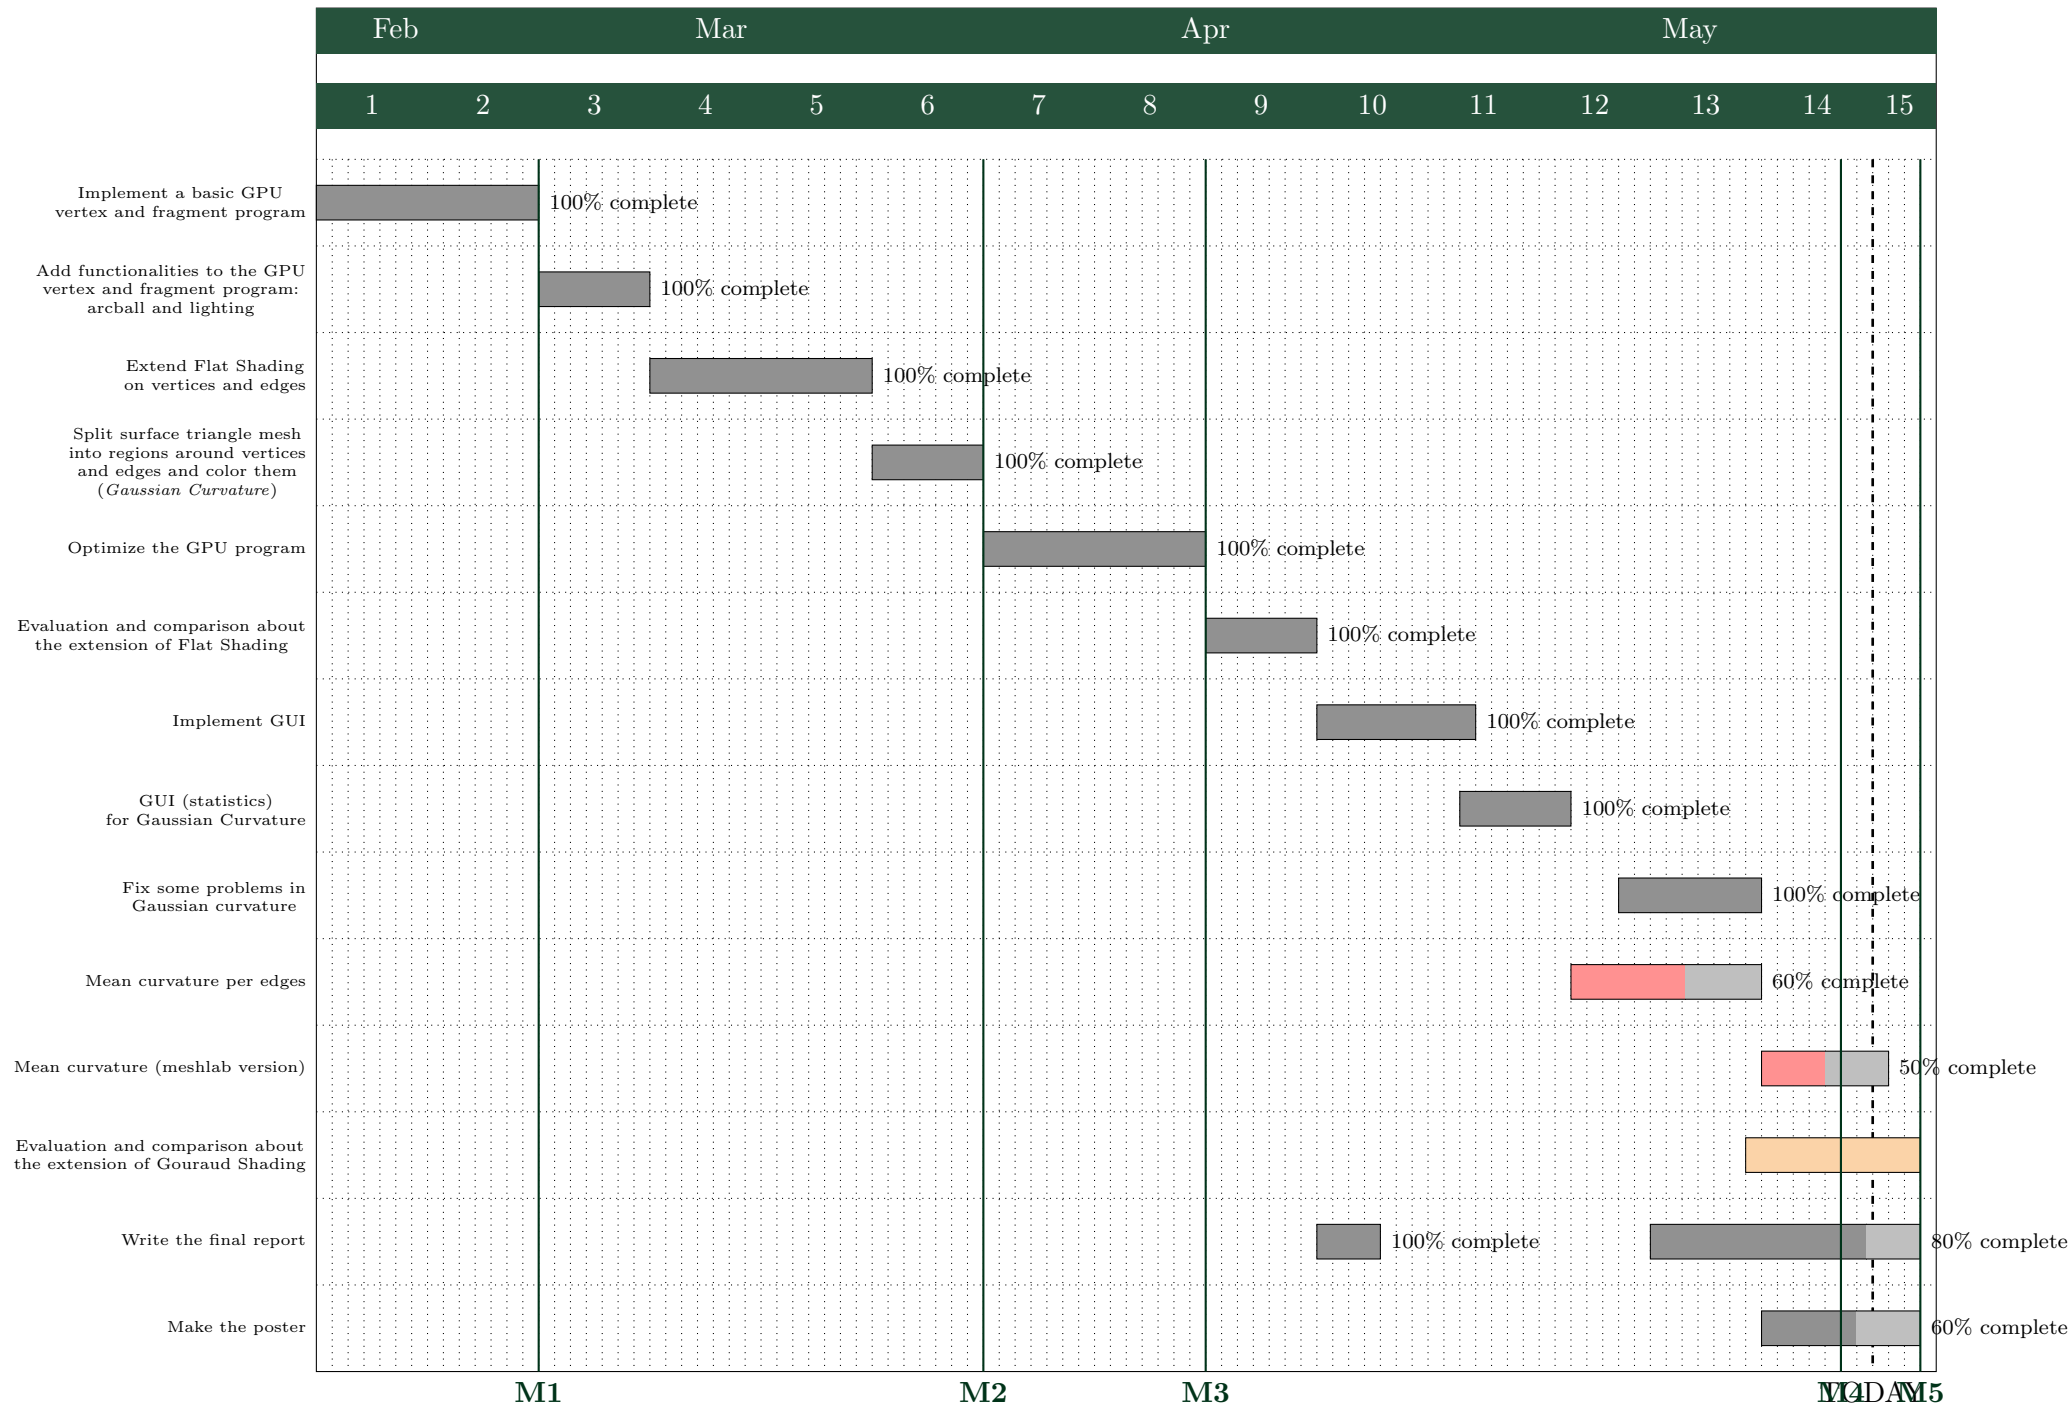 Feb Mar Apr May
1 2 3 4 5 6 7 8 9 10 11 12 13 14 15
Implement a basic GPU
vertex and fragment program
100% complete
Add functionalities to the GPU
vertex and fragment program:
arcball and lighting
100% complete
Extend Flat Shading
on vertices and edges
100% complete
Split surface triangle mesh
into regions around vertices
and edges and color them
(Gaussian Curvature)
100% complete
Optimize the GPU program
100% complete
Evaluation and comparison about
the extension of Flat Shading
100% complete
Implement GUI
100% complete
GUI (statistics)
for Gaussian Curvature
100% complete
Fix some problems in
Gaussian curvature
100% complete
Mean curvature per edges
60% complete
Mean curvature (meshlab version)
50% complete
Evaluation and comparison about
the extension of Gouraud Shading
Write the final report
100% complete
80% complete
Make the poster
60% complete
M1 M2 M3 M4 TODAY M5